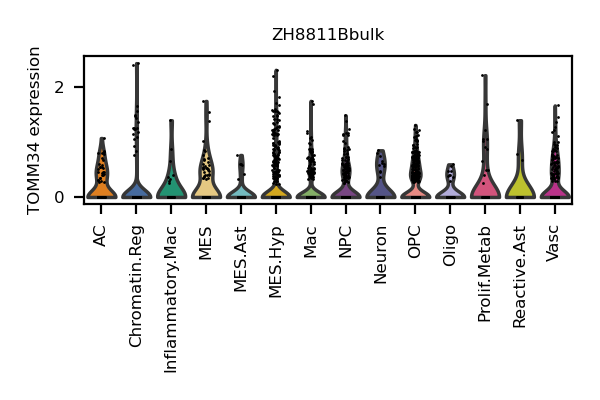 ZH8811Bbulk
TOMM34 expression
2
0
AC
Chromatin.Reg
Inflammatory.Mac
MES
MES.Ast
MES.Hyp
Mac
NPC
Neuron
OPC
Oligo
Prolif.Metab
Reactive.Ast
Vasc